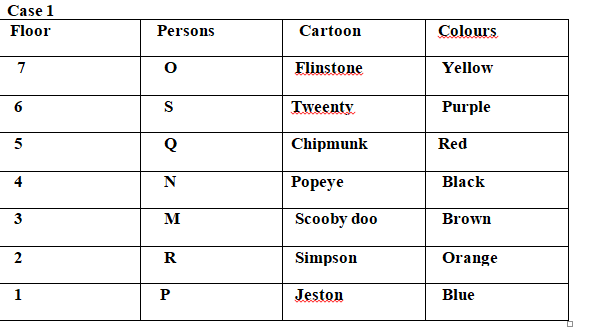 Case 1
Floor Persons Cartoon Colours
7 O Flinstone Yellow
6 S Tweenty Purple
5 Q Chipmunk Red
4 N Popeye Black
3 M Scooby doo Brown
2 R Simpson Orange
1 P Jeston Blue